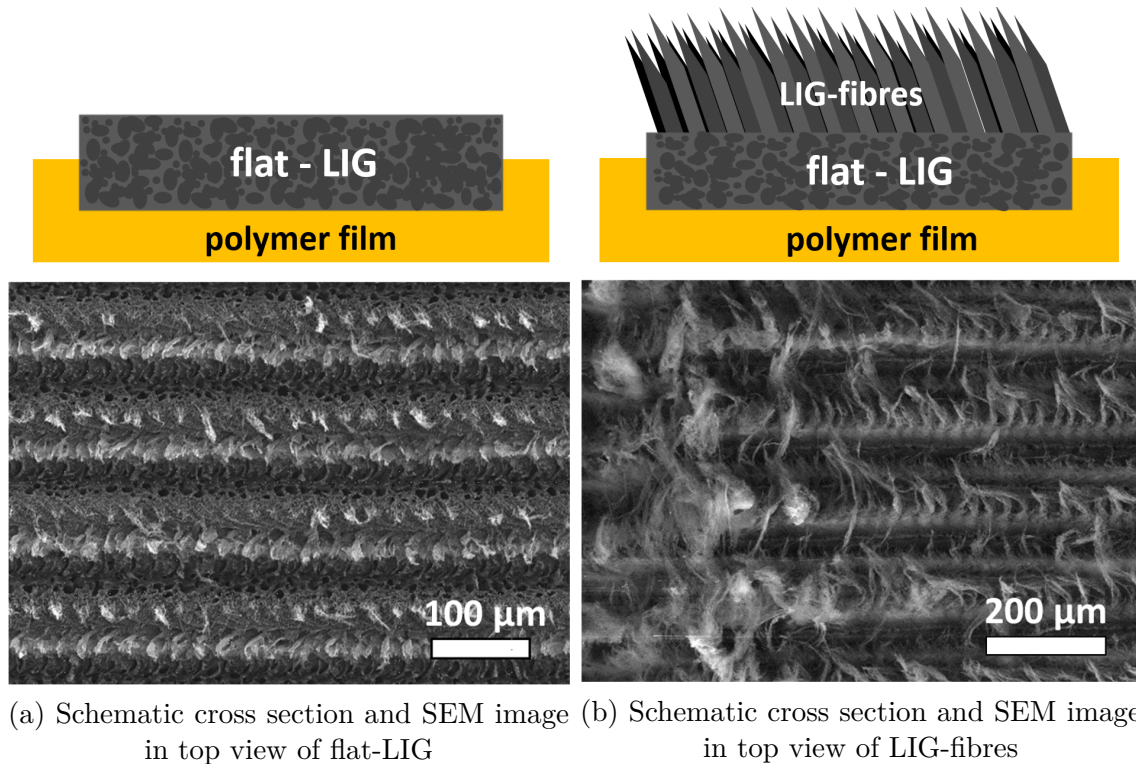 flat - LIG
polymer film
100 µm
LIG-fibres
flat - LIG
polymer film
200 µm
(a) Schematic cross section and SEM image
in top view of flat-LIG
(b) Schematic cross section and SEM image
in top view of LIG-fibres